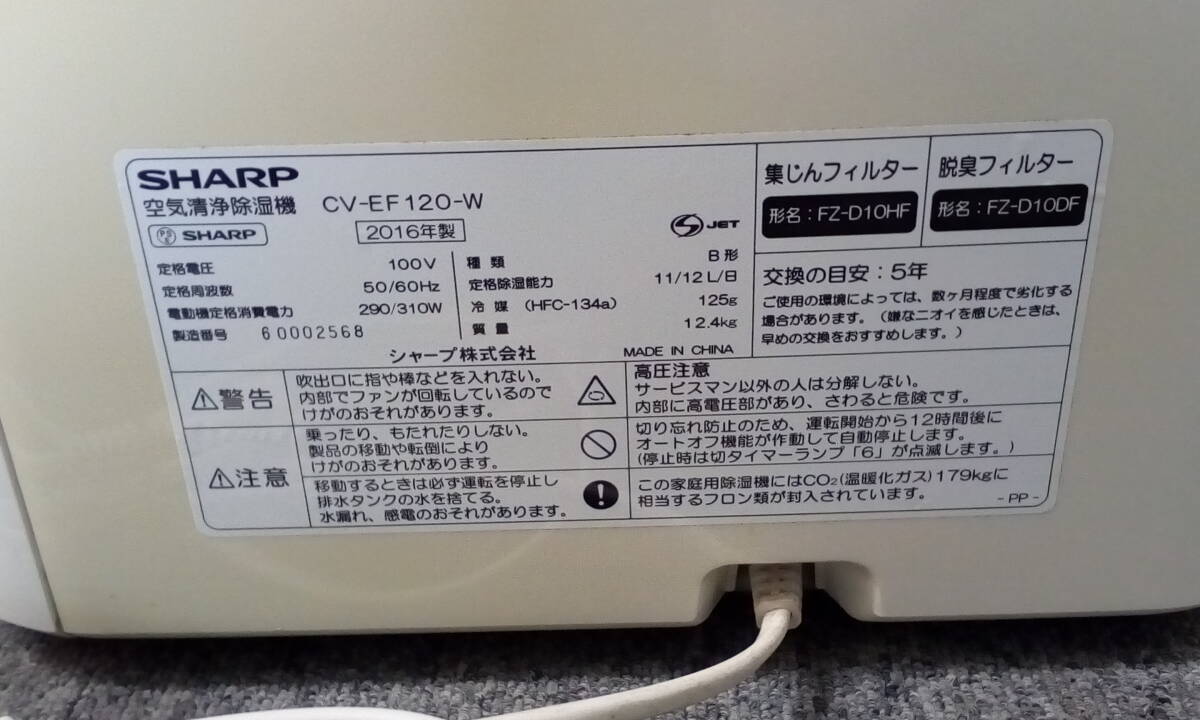 SHARP
空気清浄除湿機 CV-EF120-W
PS E SHARP
2016年製
JET
定格電圧 100V
定格周波数 50/60Hz
電動機定格消費電力 290/310W
製造番号 60002568
種類 B形
定格除湿能力 11/12L/日
冷媒 (HFC-134a) 125g
質量 12.4kg
シャープ株式会社 MADE IN CHINA
集じんフィルター
形名：FZ-D10HF
脱臭フィルター
形名：FZ-D10DF
交換の目安：5年
ご使用の環境によっては、数ヶ月程度で劣化する
場合があります。（嫌なニオイを感じたときは、
早めの交換をおすすめします。）
⚠警告
吹出口に指や棒などを入れない。
内部でファンが回転しているので
けがのおそれがあります。
高圧注意
サービスマン以外の人は分解しない。
内部に高電圧部があり、さわると危険です。
⚠注意
乗ったり、もたれたりしない。
製品の移動や転倒により
けがのおそれがあります。
移動するときは必ず運転を停止し
排水タンクの水を捨てる。
水漏れ、感電のおそれがあります。
切り忘れ防止のため、運転開始から12時間後に
オートオフ機能が作動して自動停止します。
(停止時は切タイマーランプ「6」が点滅します。)
この家庭用除湿機にはCO₂(温暖化ガス)179kgに
相当するフロン類が封入されています。
-PP-